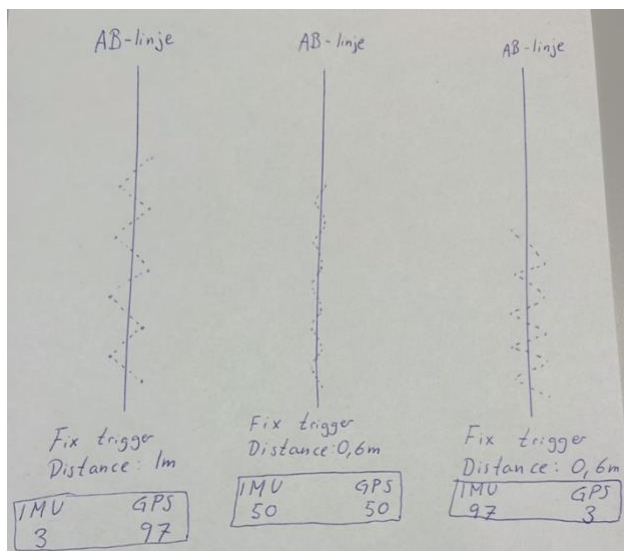 AB-linje
AB-linje
AB-linje
Fix trigger
Distance: 1m
IMU GPS
3 97
Fix trigger
Distance: 0,6m
IMU GPS
50 50
Fix trigger
Distance: 0,6m
IMU GPS
97 3